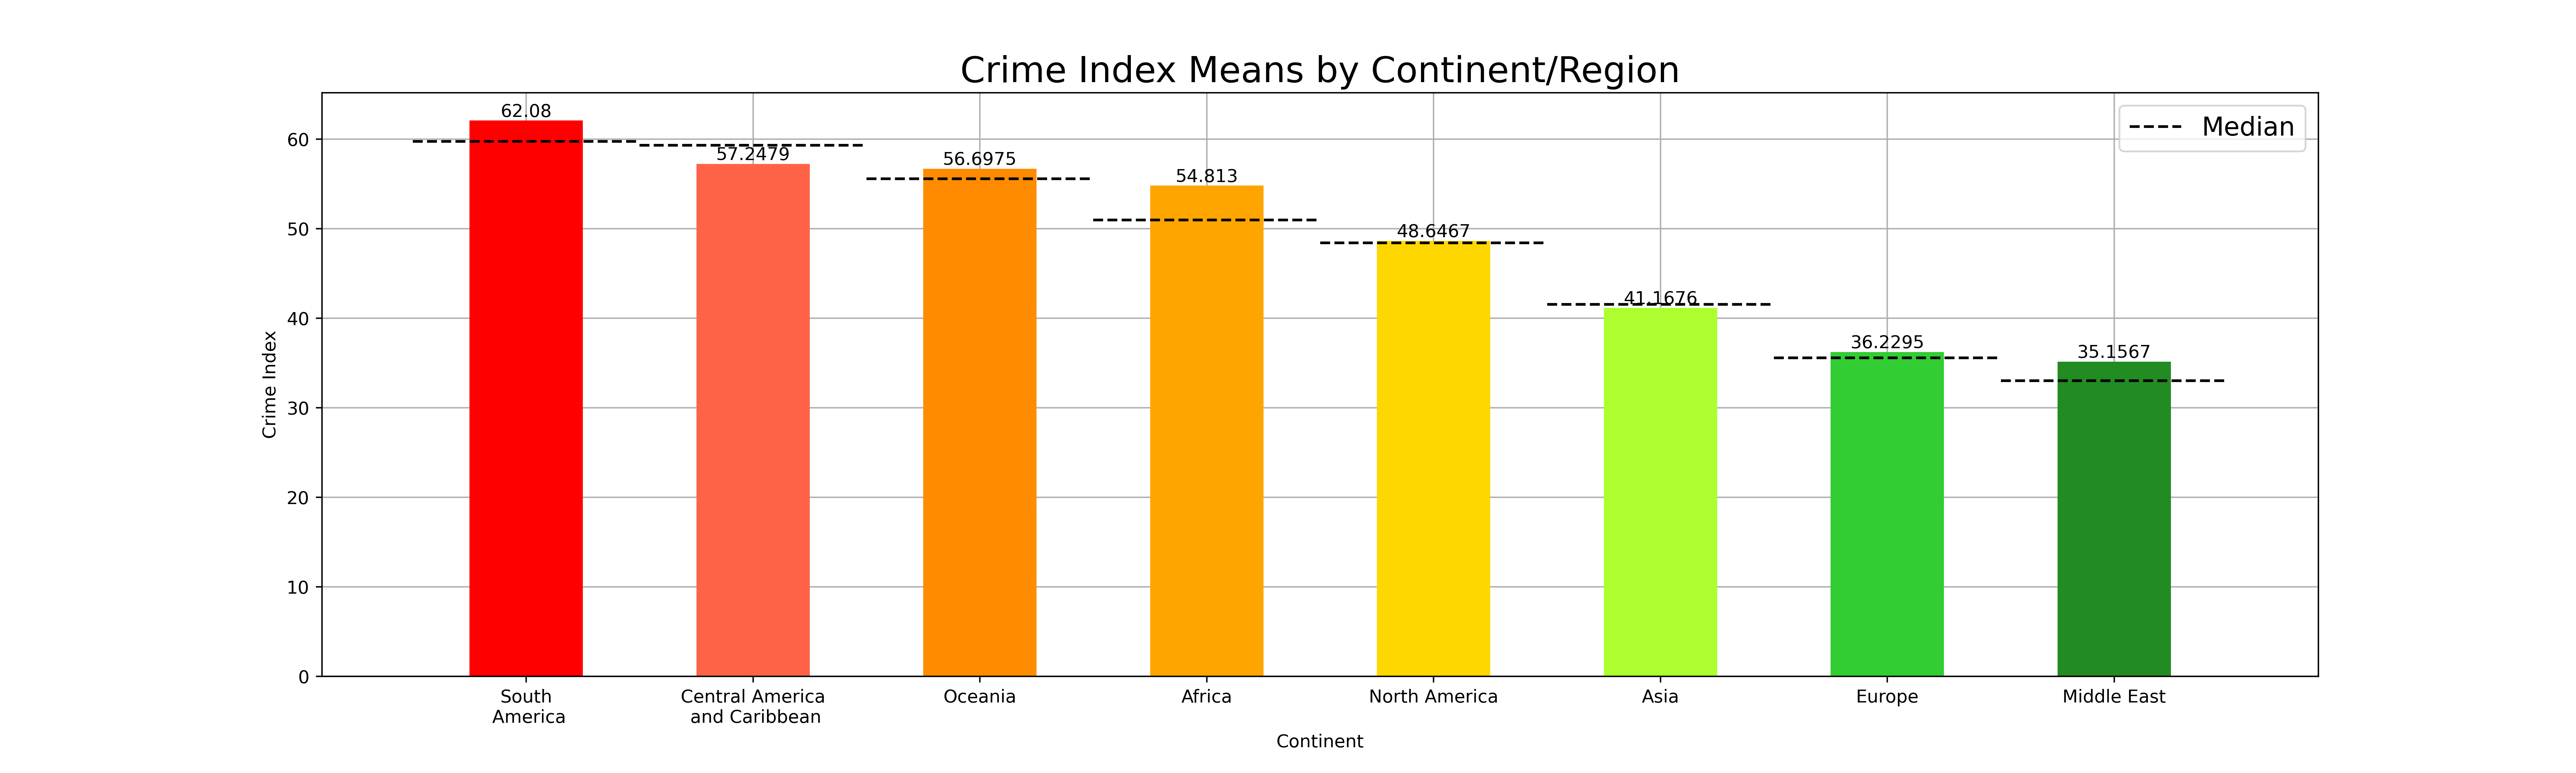 Crime Index Means by Continent/Region
Median
62.08
57.2479
56.6975
54.813
48.6467
41.1676
36.2295
35.1567
60
50
40
30
20
10
0
Crime Index
South
America
Central America
and Caribbean
Oceania
Africa
North America
Asia
Europe
Middle East
Continent